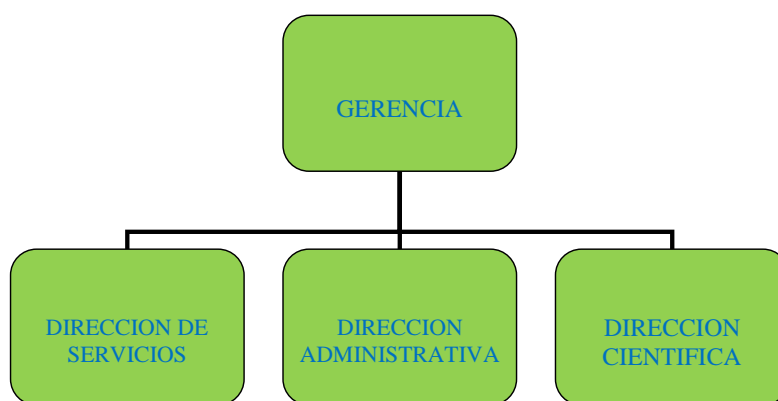 GERENCIA
DIRECCION DE
SERVICIOS
DIRECCION
ADMINISTRATIVA
DIRECCION
CIENTIFICA